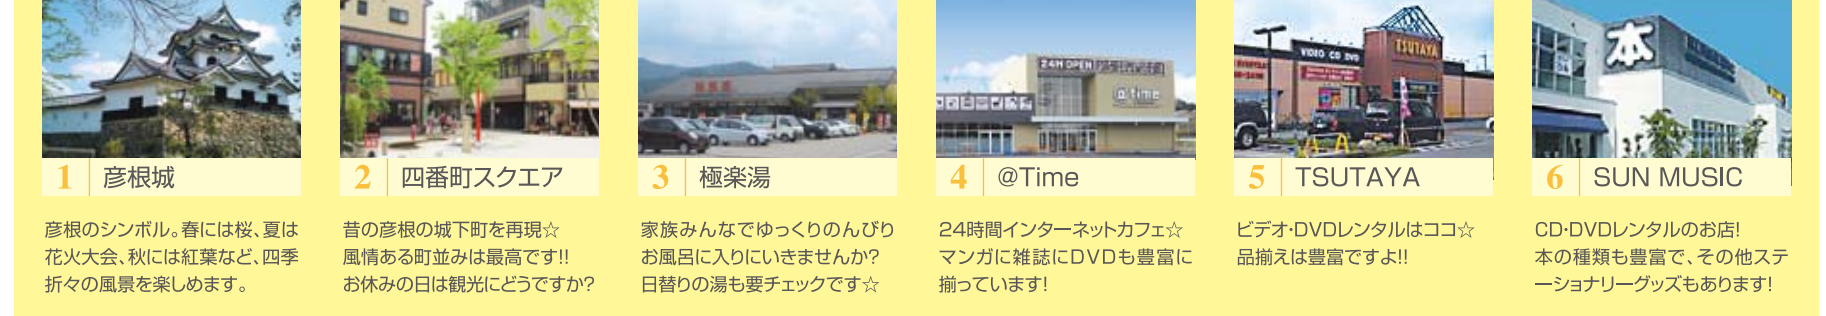 24H OPEN
@Time
VIDEO CD DVD
TSUTAYA
本
1 彦根城
彦根のシンボル。春には桜、夏は
花火大会、秋には紅葉など、四季
折々の風景を楽しめます。
2 四番町スクエア
昔の彦根の城下町を再現☆
風情ある町並みは最高です!!
お休みの日は観光にどうですか?
3 極楽湯
家族みんなでゆっくりのんびり
お風呂に入りにいきませんか?
日替りの湯も要チェックです☆
4 @Time
24時間インターネットカフェ☆
マンガに雑誌にDVDも豊富に
揃っています!
5 TSUTAYA
ビデオ・DVDレンタルはココ☆
品揃えは豊富ですよ!!
6 SUN MUSIC
CD・DVDレンタルのお店!
本の種類も豊富で、その他ステ
ーショナリーグッズもあります!